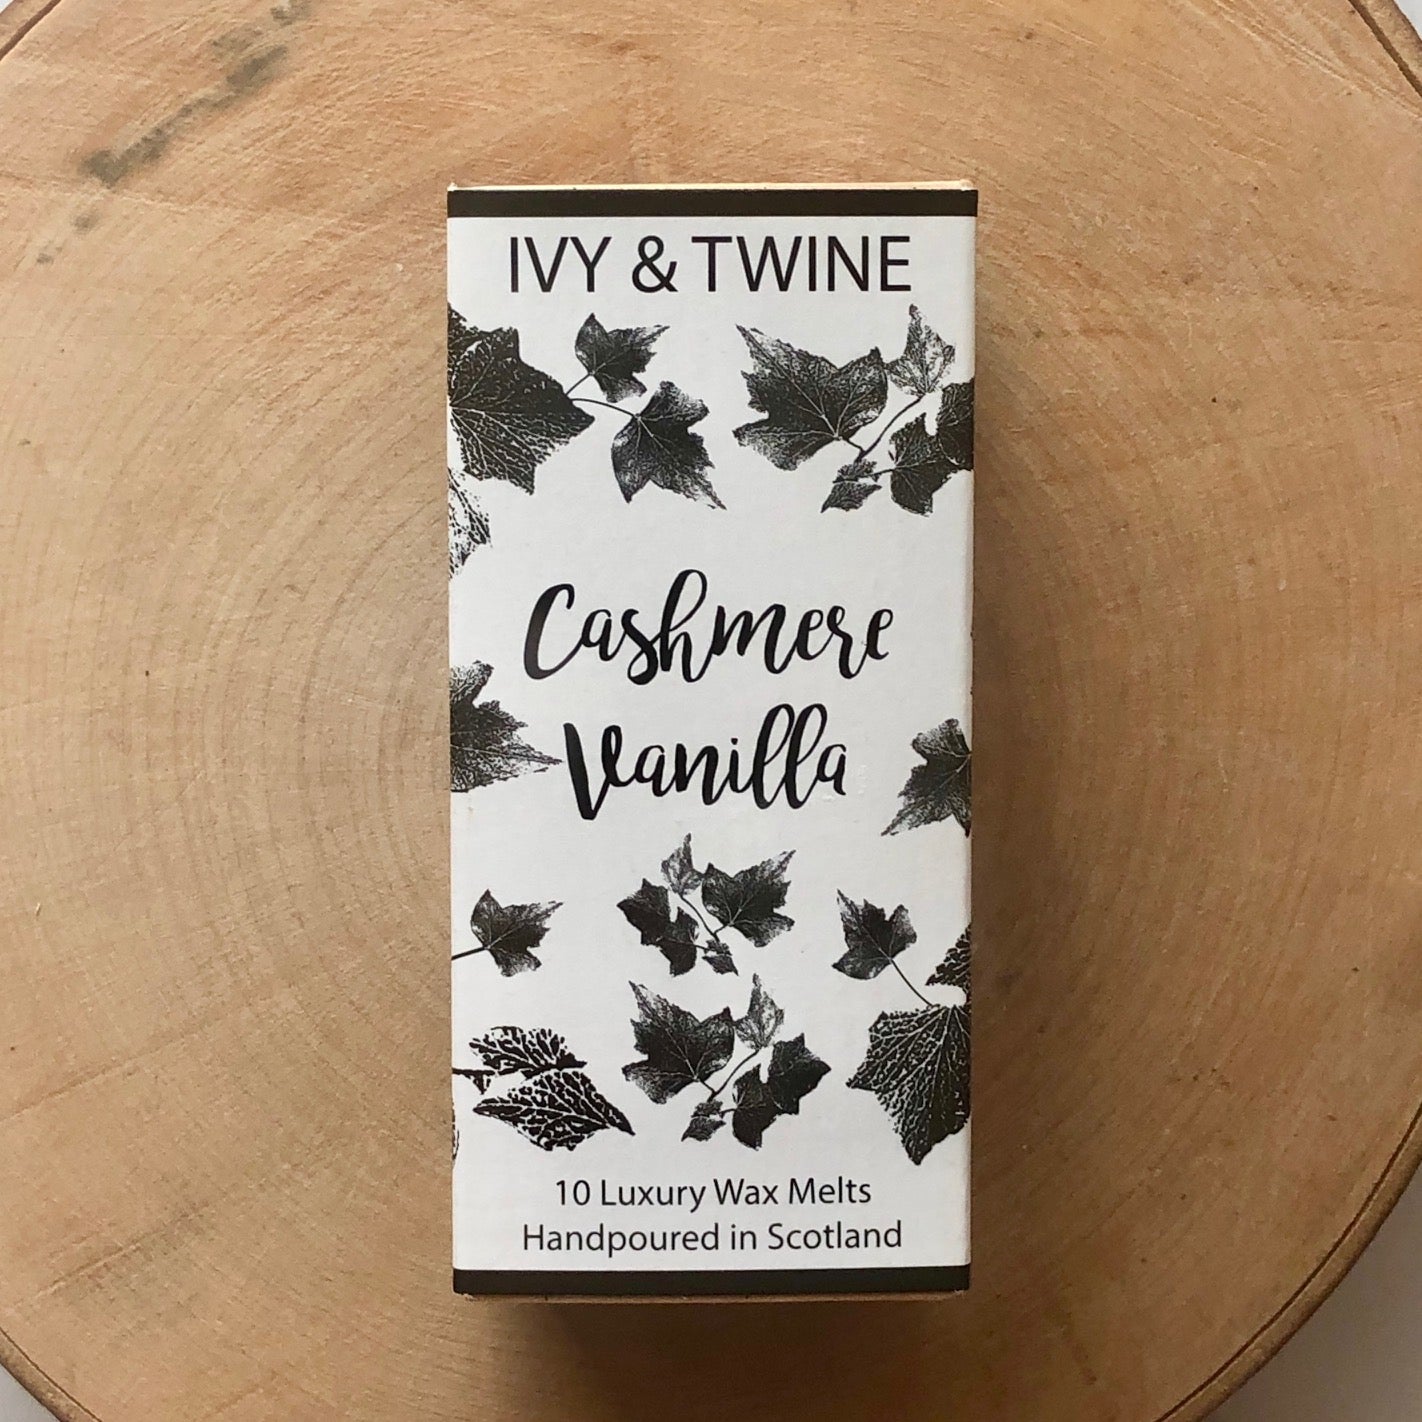 IVY & TWINE
Cashmere
Vanilla
10 Luxury Wax Melts
Handpoured in Scotland